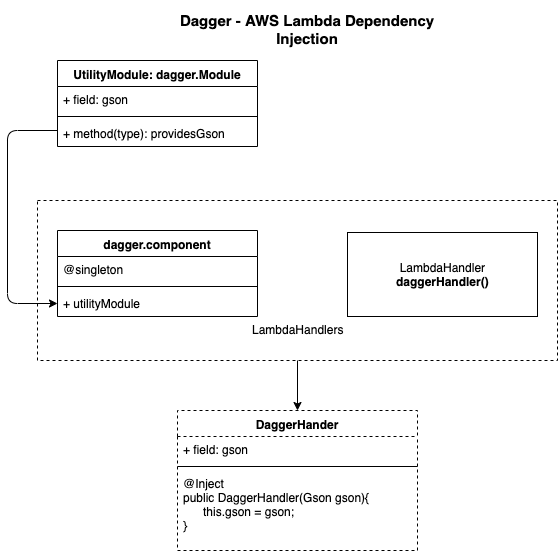 Dagger - AWS Lambda Dependency
Injection
UtilityModule: dagger.Module
+ field: gson
+ method(type): providesGson
dagger.component
@singleton
+ utilityModule
LambdaHandler
daggerHandler()
LambdaHandlers
DaggerHander
+ field: gson
@Inject
public DaggerHandler(Gson gson){
this.gson = gson;
}